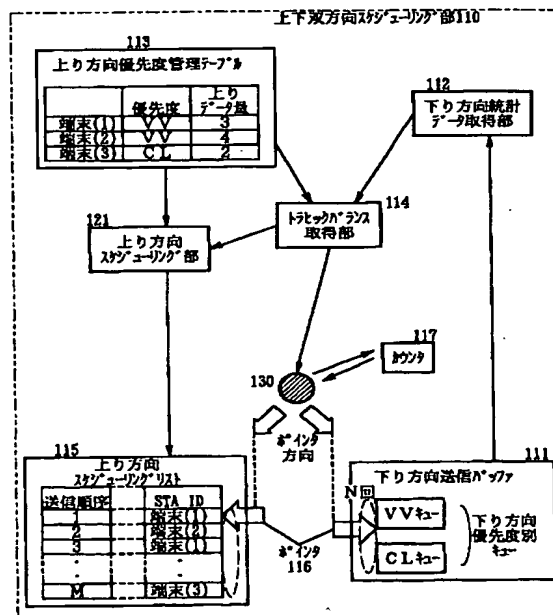 上下双方向スケジューリング部110
113
上り方向優先度管理テーブル
優先度 上りデータ量
端末(1) VV 3
端末(2) VV 4
端末(3) CL 2
112
下り方向統計
データ取得部
121
上り方向
スケジューリング部
114
トラヒックバランス
取得部
117
カウンタ
130
ポインタ
方向
115
上り方向
スケジューリングリスト
送信順序 STA ID
1 端末(1)
2 端末(2)
3 端末(1)
・
・
M 端末(3)
ポインタ
116
111
下り方向送信バッファ
N回
VVキュー
CLキュー
下り方向
優先度別
キュー